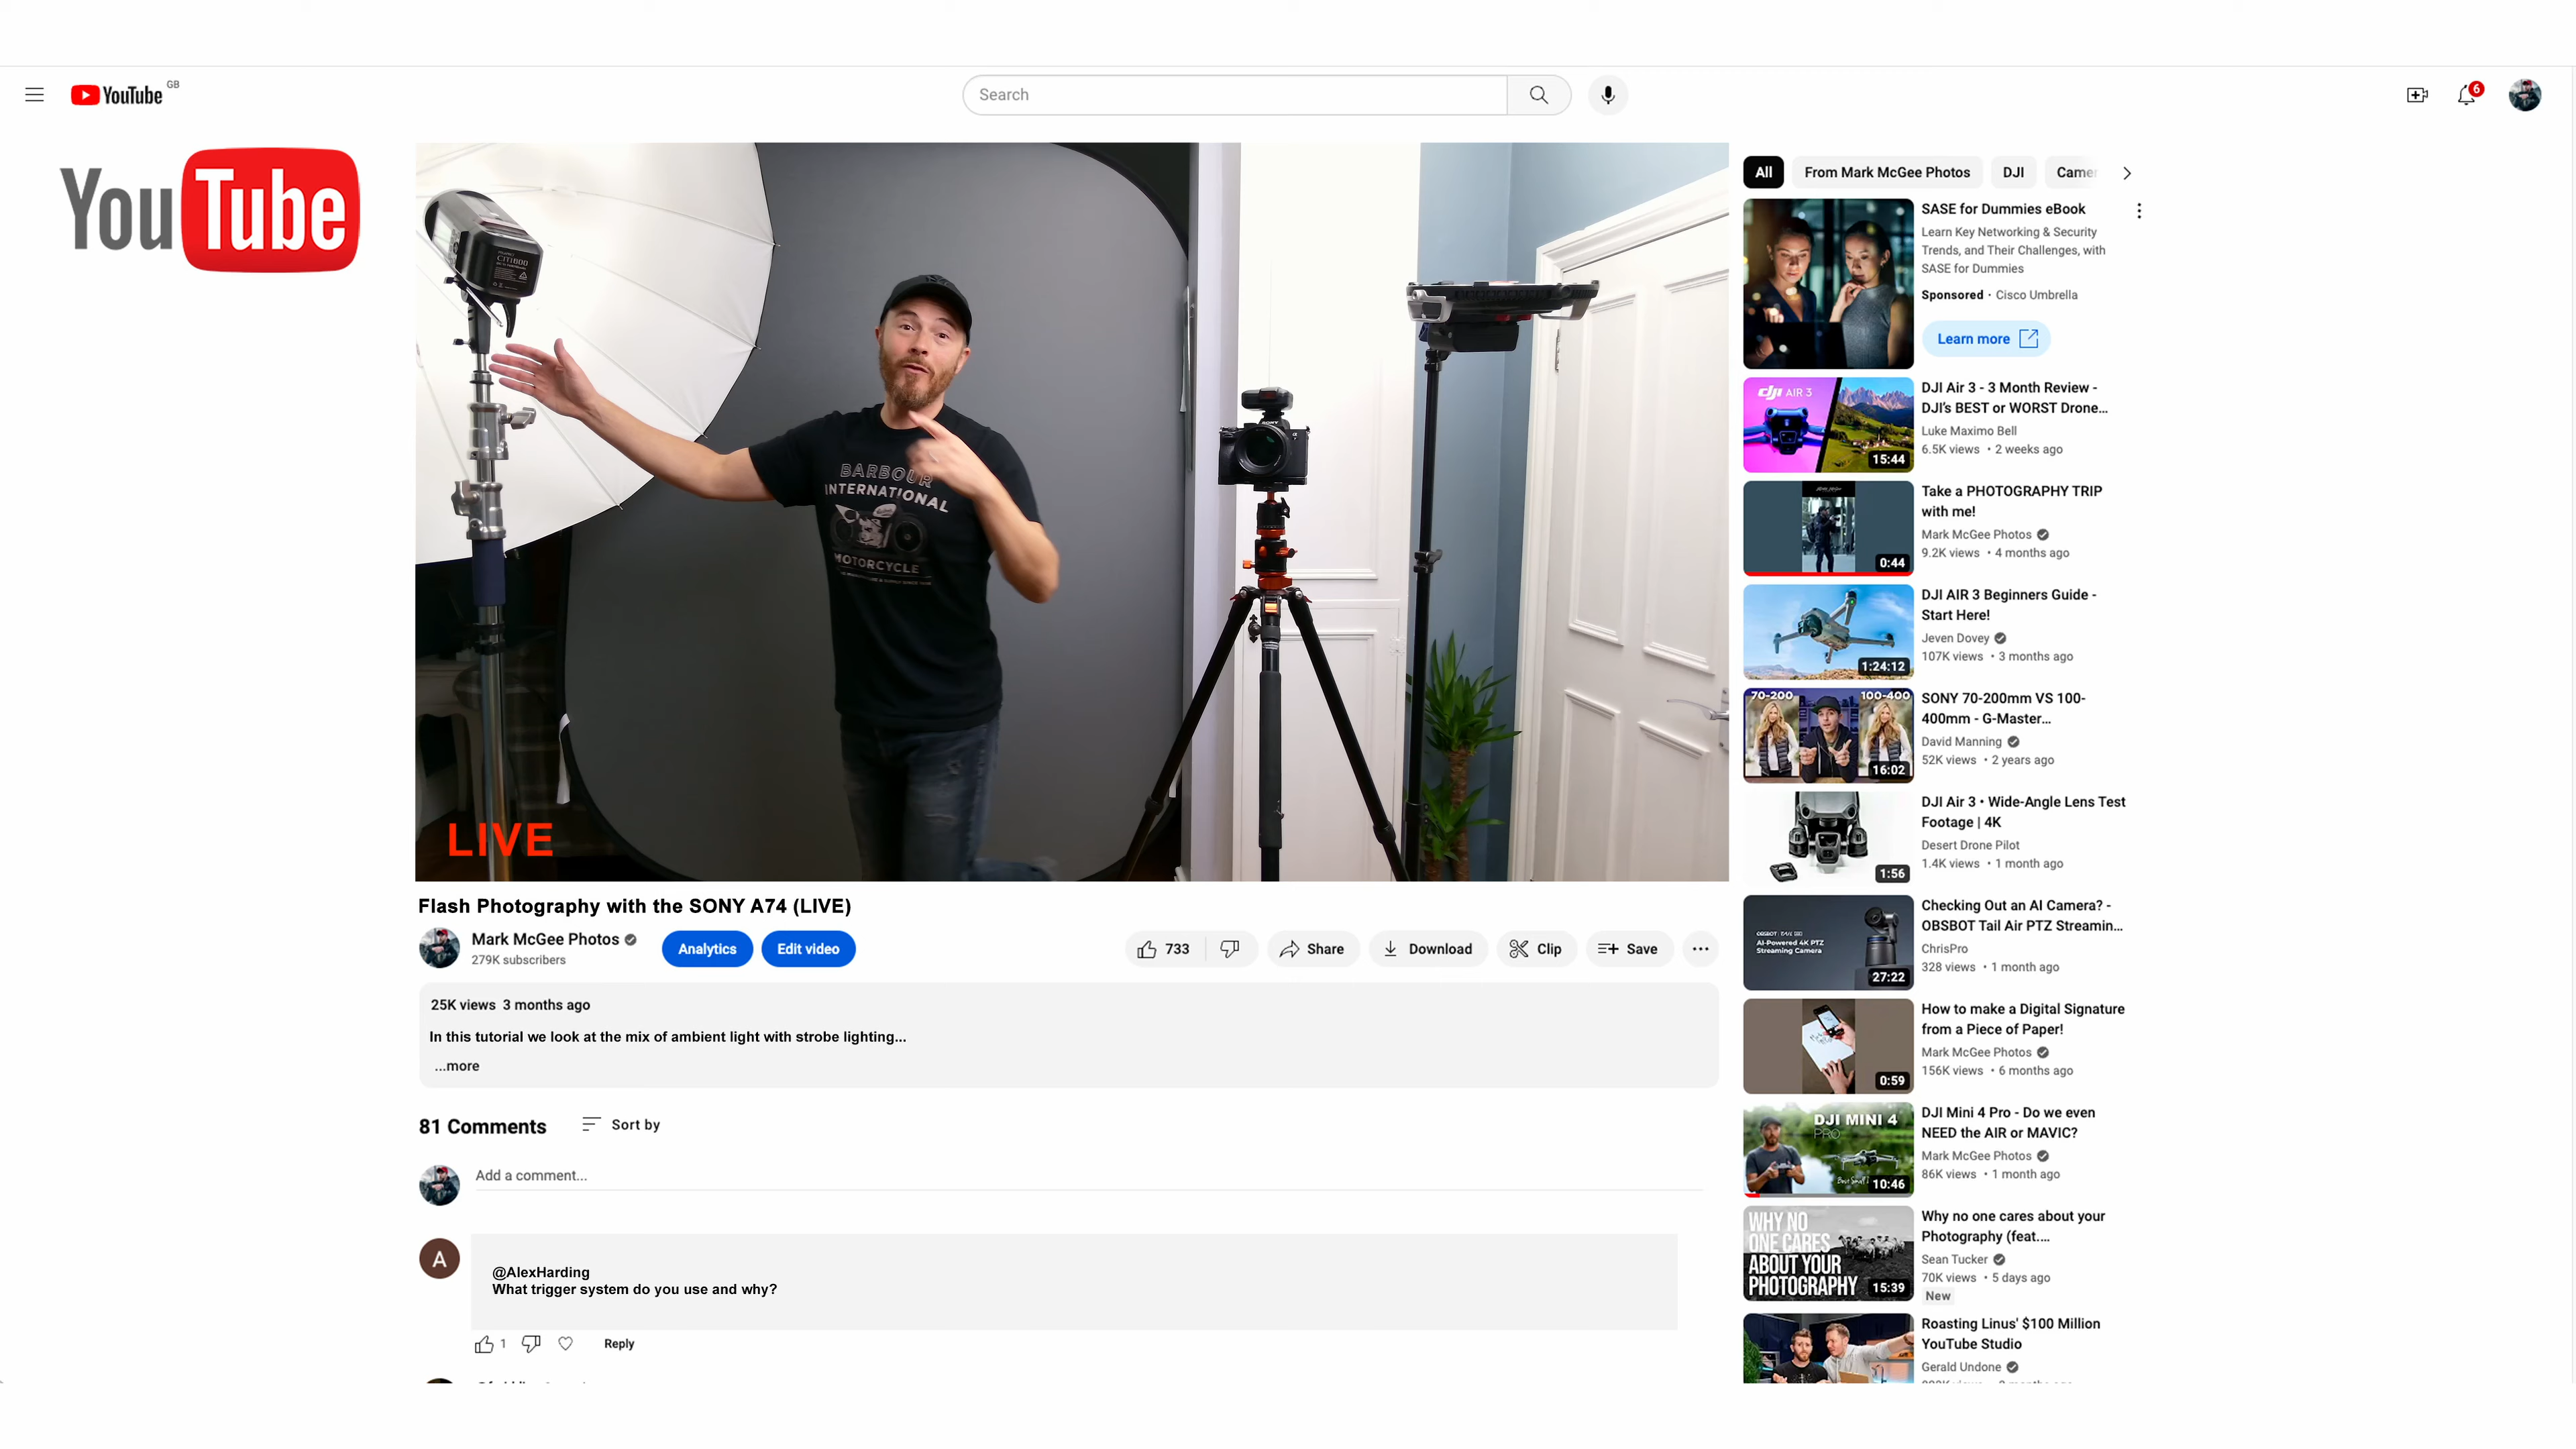 YouTube GB
Search
6
YouTube
CITI600
BARBOUR
INTERNATIONAL
MOTORCYCLE
SONY
LIVE
Flash Photography with the SONY A74 (LIVE)
Mark McGee Photos
279K subscribers
Analytics
Edit video
733
Share
Download
Clip
Save
25K views 3 months ago
In this tutorial we look at the mix of ambient light with strobe lighting...
...more
81 Comments
Sort by
Add a comment...
A
@AlexHarding
What trigger system do you use and why?
1
Reply
All
From Mark McGee Photos
DJI
Camer
SASE for Dummies eBook
Learn Key Networking & Security
Trends, and Their Challenges, with
SASE for Dummies
Sponsored · Cisco Umbrella
Learn more
dji AIR 3
15:44
DJI Air 3 - 3 Month Review -
DJI's BEST or WORST Drone...
Luke Maximo Bell
6.5K views • 2 weeks ago
0:44
Take a PHOTOGRAPHY TRIP
with me!
Mark McGee Photos
9.2K views • 4 months ago
1:24:12
DJI AIR 3 Beginners Guide -
Start Here!
Jeven Dovey
107K views • 3 months ago
70-200
100-400
16:02
SONY 70-200mm VS 100-
400mm - G-Master...
David Manning
52K views • 2 years ago
1:56
DJI Air 3 • Wide-Angle Lens Test
Footage | 4K
Desert Drone Pilot
1.4K views • 1 month ago
AI-Powered 4K PTZ
Streaming Camera
27:22
Checking Out an AI Camera? -
OBSBOT Tail Air PTZ Streamin...
ChrisPro
328 views • 1 month ago
0:59
How to make a Digital Signature
from a Piece of Paper!
Mark McGee Photos
156K views • 6 months ago
DJI MINI 4
PRO
10:46
DJI Mini 4 Pro - Do we even
NEED the AIR or MAVIC?
Mark McGee Photos
86K views • 1 month ago
WHY NO
ONE CARES
ABOUT YOUR
PHOTOGRAPHY
15:39
Why no one cares about your
Photography (feat....
Sean Tucker
70K views • 5 days ago
New
Roasting Linus' $100 Million
YouTube Studio
Gerald Undone